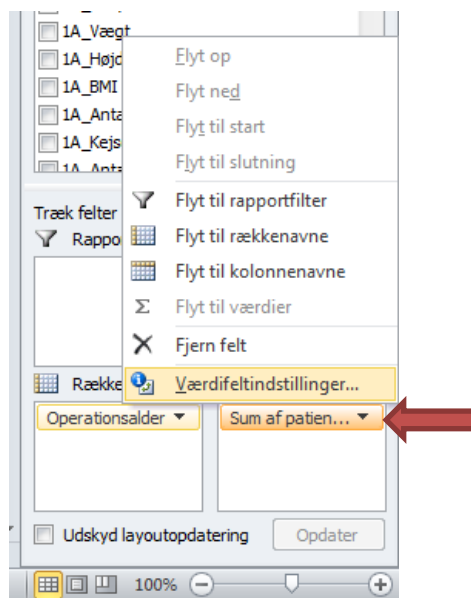 1A_Vægt
1A_Højd
1A_BMI
1A_Anta
1A_Kejs
1A_Anta
Flyt op
Flyt ned
Flyt til start
Flyt til slutning
Flyt til rapportfilter
Flyt til rækkenavne
Flyt til kolonnenavne
Σ Flyt til værdier
Fjern felt
Værdifeltindstillinger...
Træk felter
Rappo
Række
Operationsalder
Sum af patien...
Udskyd layoutopdatering
Opdater
100%